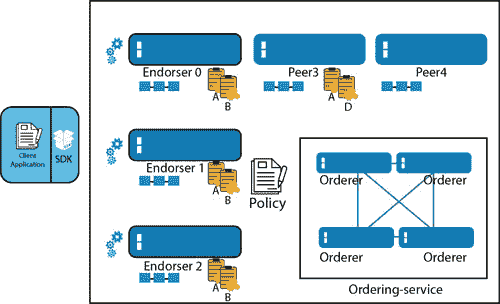 Client
Application
SDK
Endorser 0
A
B
Peer3
A
D
Peer4
Endorser 1
A
B
Policy
Endorser 2
A
B
Orderer
Orderer
Orderer
Orderer
Ordering-service